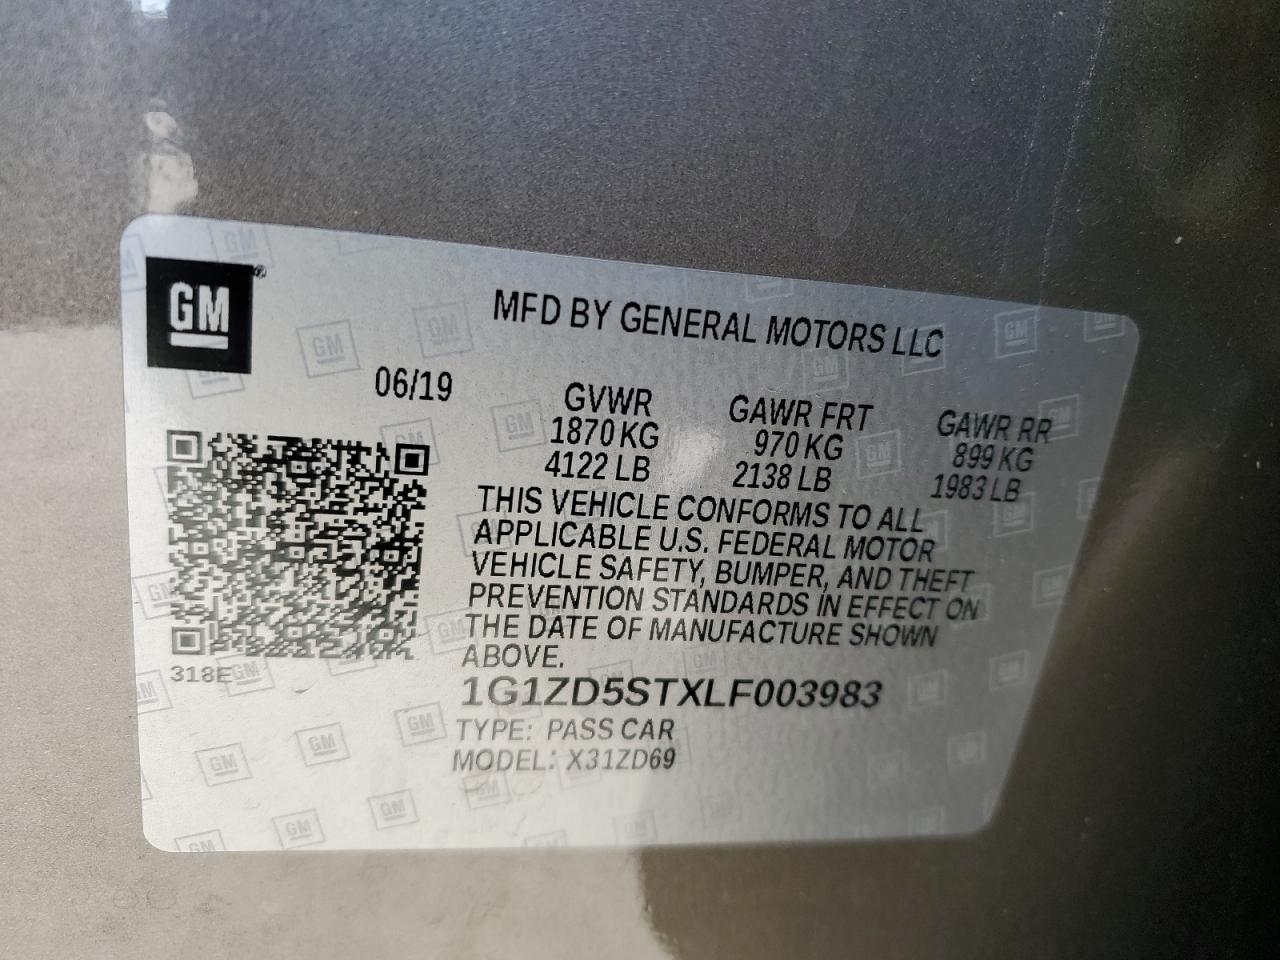 GM®
MFD BY GENERAL MOTORS LLC
06/19
GVWR GAWR FRT GAWR RR
1870 KG 970 KG 899 KG
4122 LB 2138 LB 1983 LB
THIS VEHICLE CONFORMS TO ALL
APPLICABLE U.S. FEDERAL MOTOR
VEHICLE SAFETY, BUMPER, AND THEFT
PREVENTION STANDARDS IN EFFECT ON
THE DATE OF MANUFACTURE SHOWN
ABOVE.
318E
1G1ZD5STXLF003983
TYPE: PASS CAR
MODEL: X31ZD69